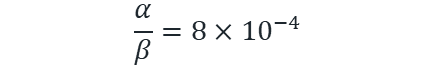 α/β = 8 × 10⁻⁴